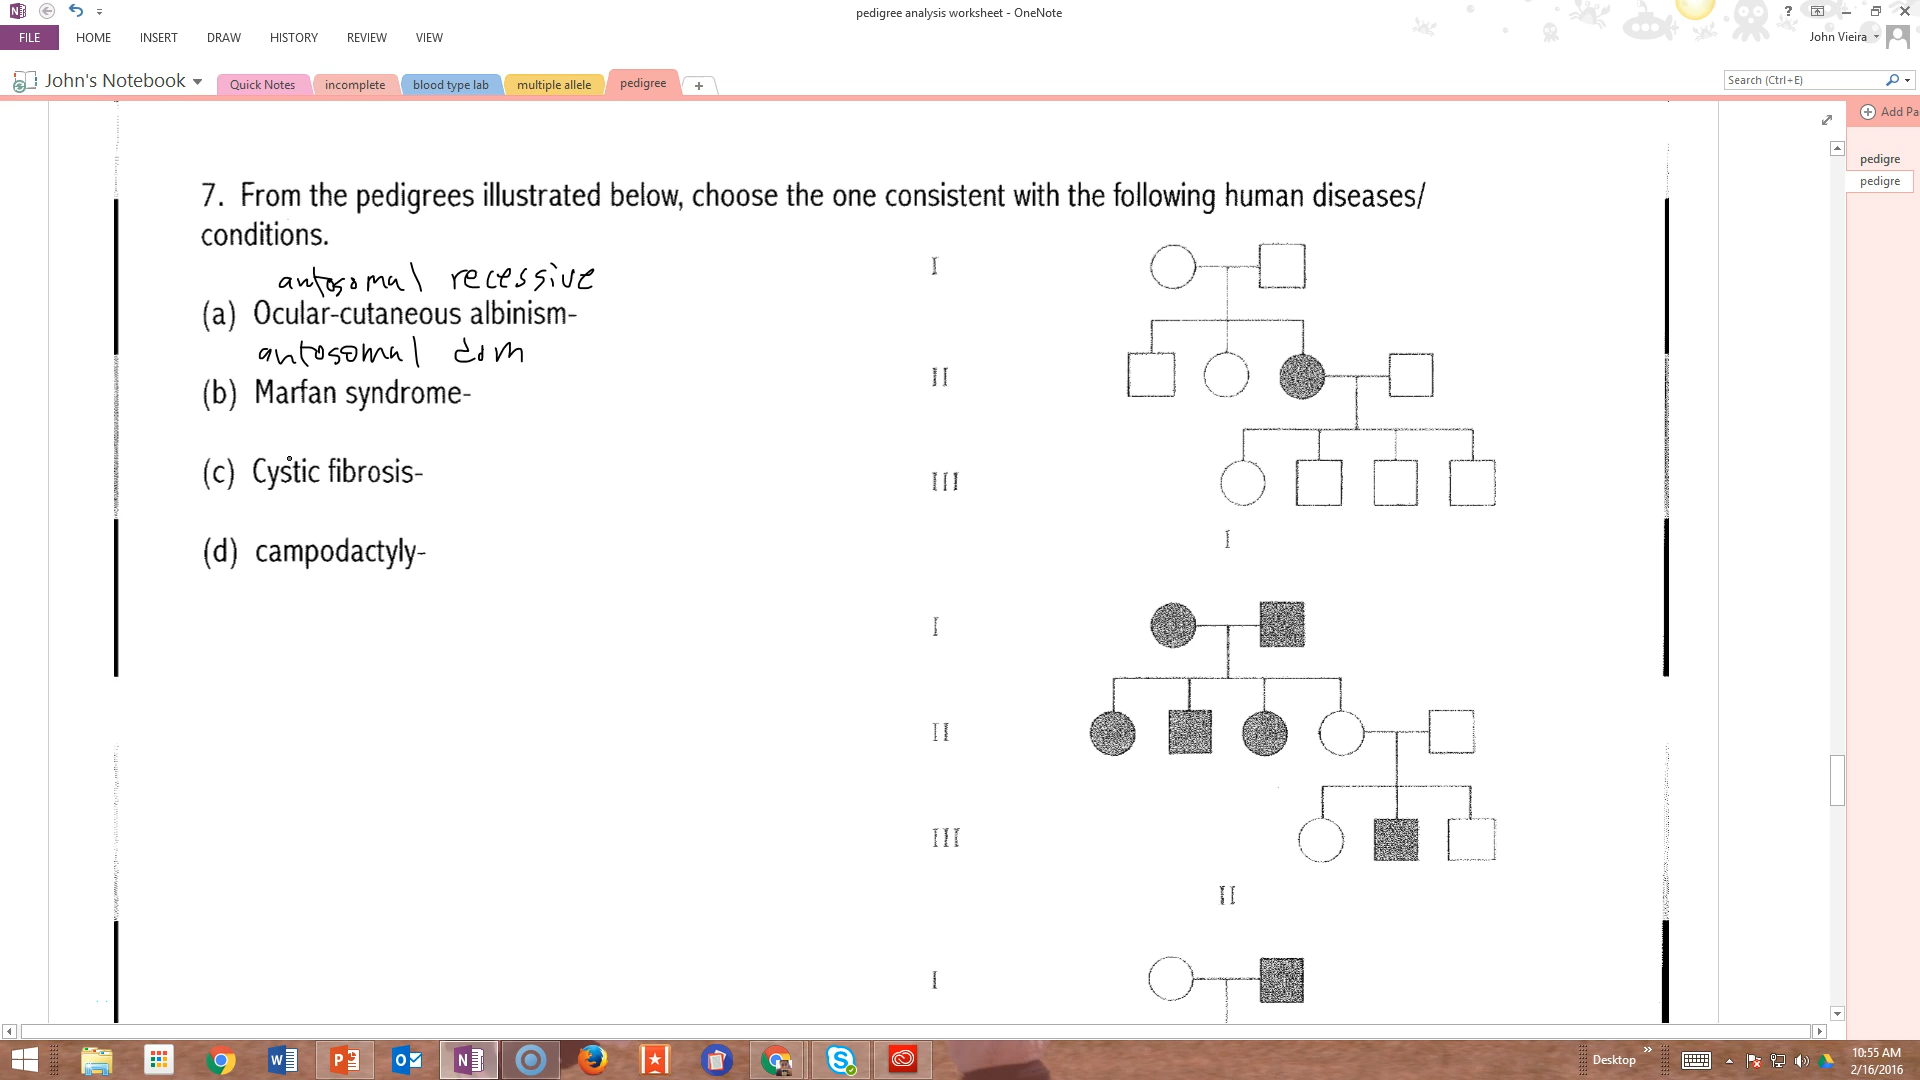 pedigree analysis worksheet - OneNote
FILE HOME INSERT DRAW HISTORY REVIEW VIEW
John Vieira
John's Notebook
Quick Notes incomplete blood type lab multiple allele pedigree
Search (Ctrl+E)
Add Pa
pedigre
pedigre
7. From the pedigrees illustrated below, choose the one consistent with the following human diseases/
conditions.
autosomal recessive
(a) Ocular-cutaneous albinism-
autosomal dom
(b) Marfan syndrome-
(c) Cystic fibrosis-
(d) campodactyly-
I
II
III
I
I
II
III
II
I
Desktop
10:55 AM
2/16/2016